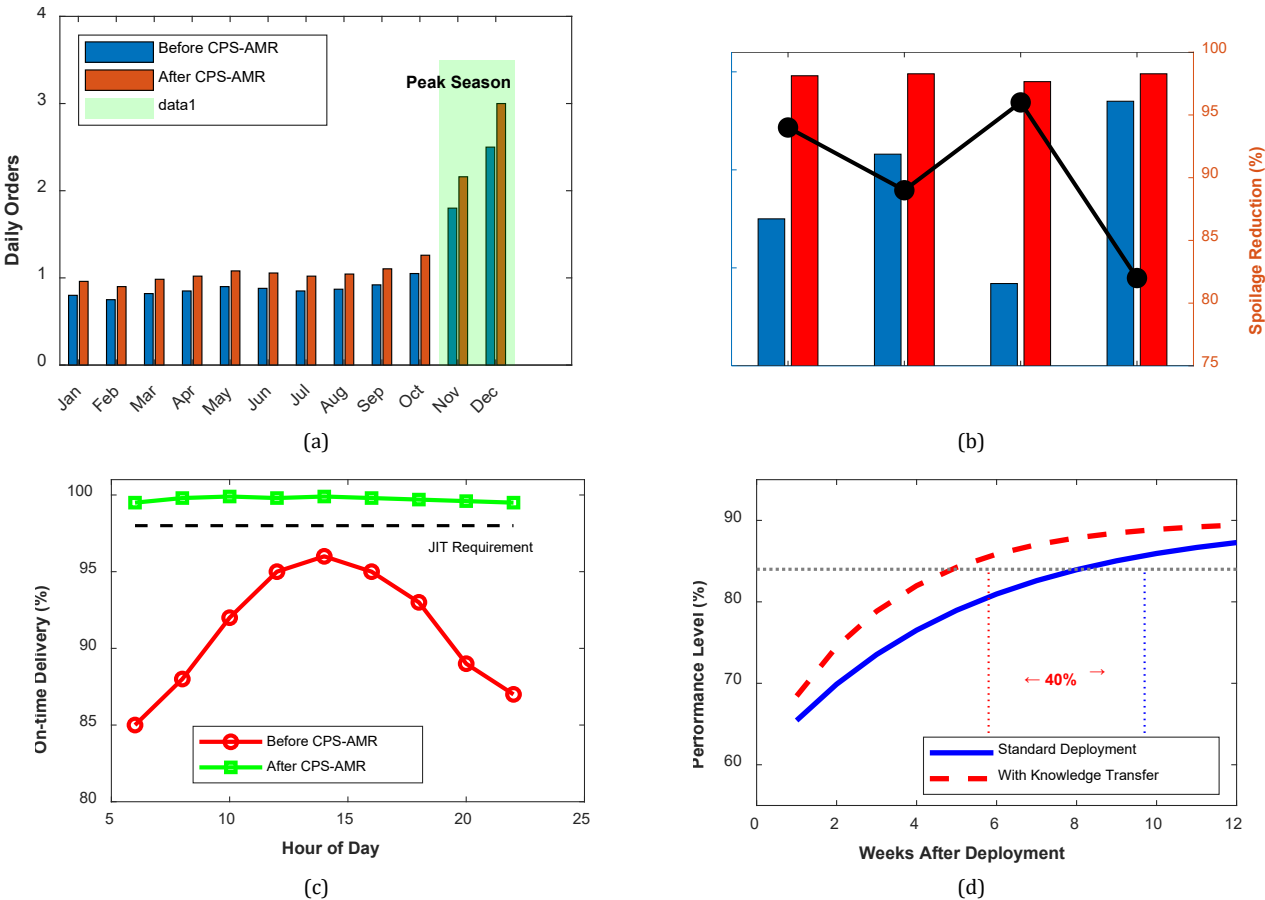 4
3
2
1
0
Daily Orders
Before CPS-AMR
After CPS-AMR
data1
Peak Season
Jan
Feb
Mar
Apr
May
Jun
Jul
Aug
Sep
Oct
Nov
Dec
(a)
100
95
90
85
80
75
Spoilage Reduction (%)
(b)
100
95
90
85
80
On-time Delivery (%)
JIT Requirement
Before CPS-AMR
After CPS-AMR
5
10
15
20
25
Hour of Day
(c)
90
80
70
60
Performance Level (%)
← 40% →
Standard Deployment
With Knowledge Transfer
0
2
4
6
8
10
12
Weeks After Deployment
(d)